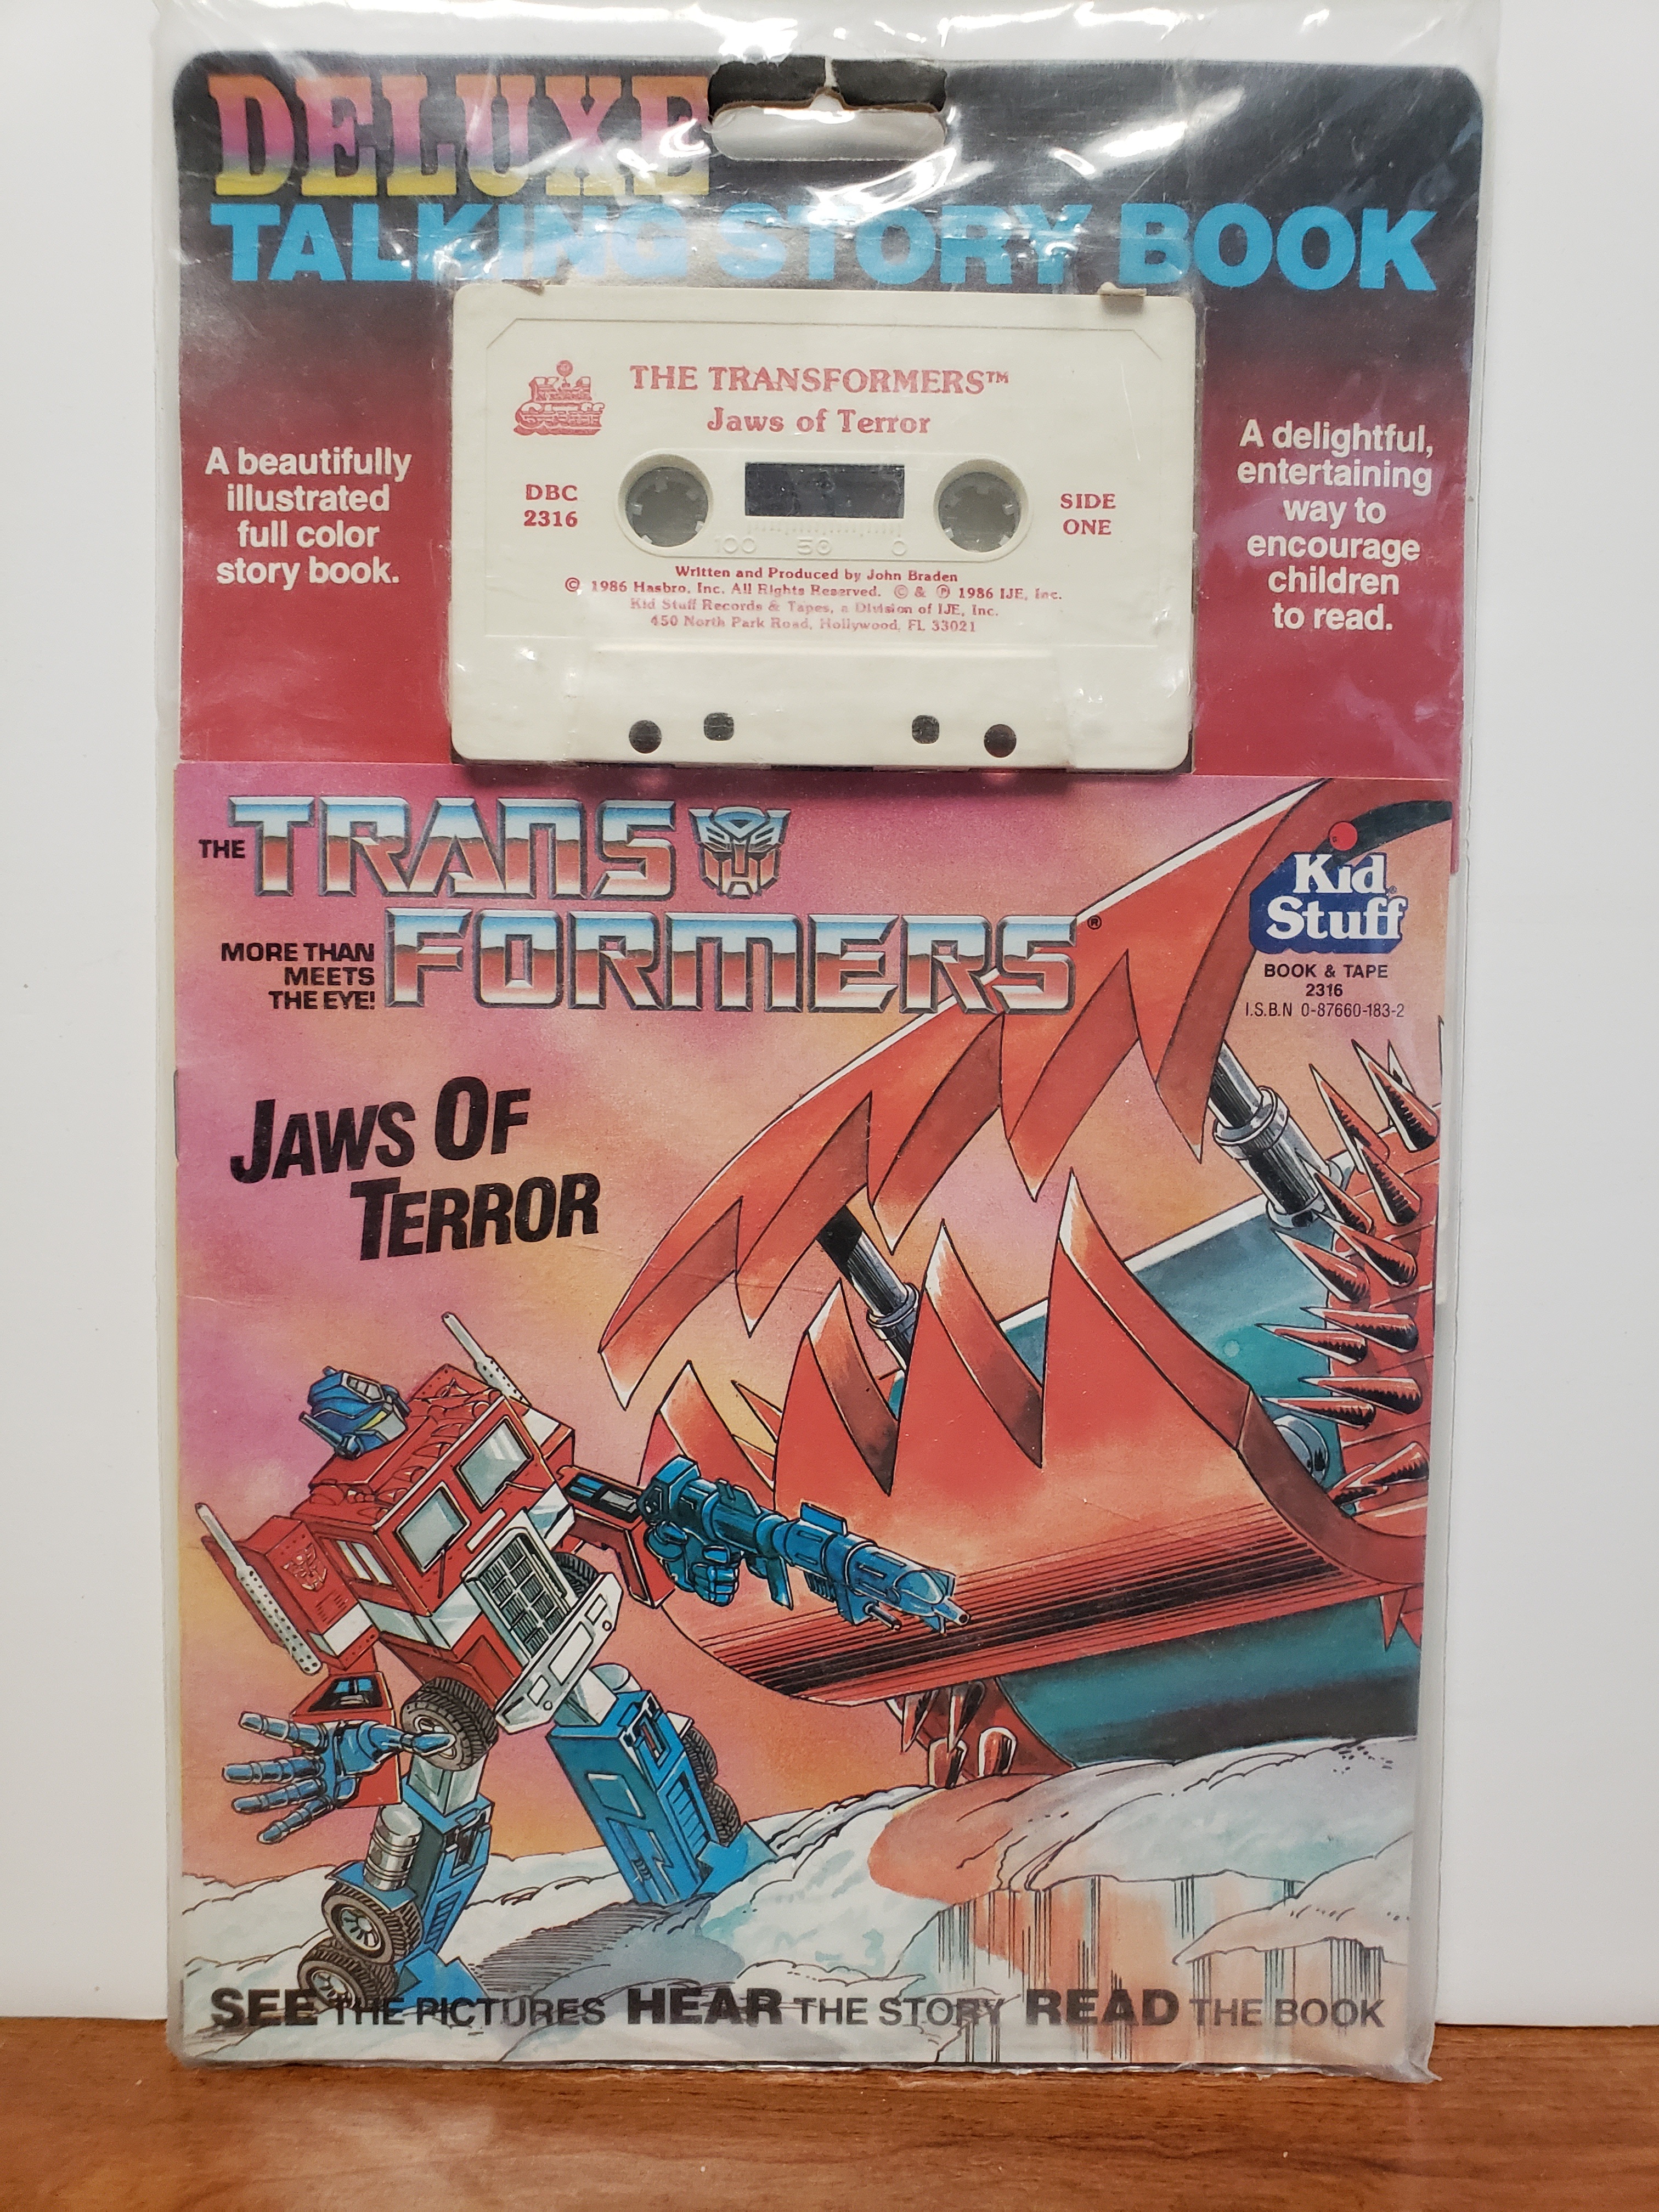 DELUXE
TALKING STORY BOOK
A beautifully
illustrated
full color
story book.
Kid
Stuff
THE TRANSFORMERS™
Jaws of Terror
DBC
2316
SIDE
ONE
100 50 0
Written and Produced by John Braden
© 1986 Hasbro, Inc. All Rights Reserved. © & ℗ 1986 IJE, Inc.
Kid Stuff Records & Tapes, a Division of IJE, Inc.
450 North Park Road, Hollywood, FL 33021
A delightful,
entertaining
way to
encourage
children
to read.
THE TRANSFORMERS®
MORE THAN
MEETS
THE EYE!
Kid
Stuff®
BOOK & TAPE
2316
I.S.B.N 0-87660-183-2
JAWS OF
TERROR
SEE THE PICTURES HEAR THE STORY READ THE BOOK